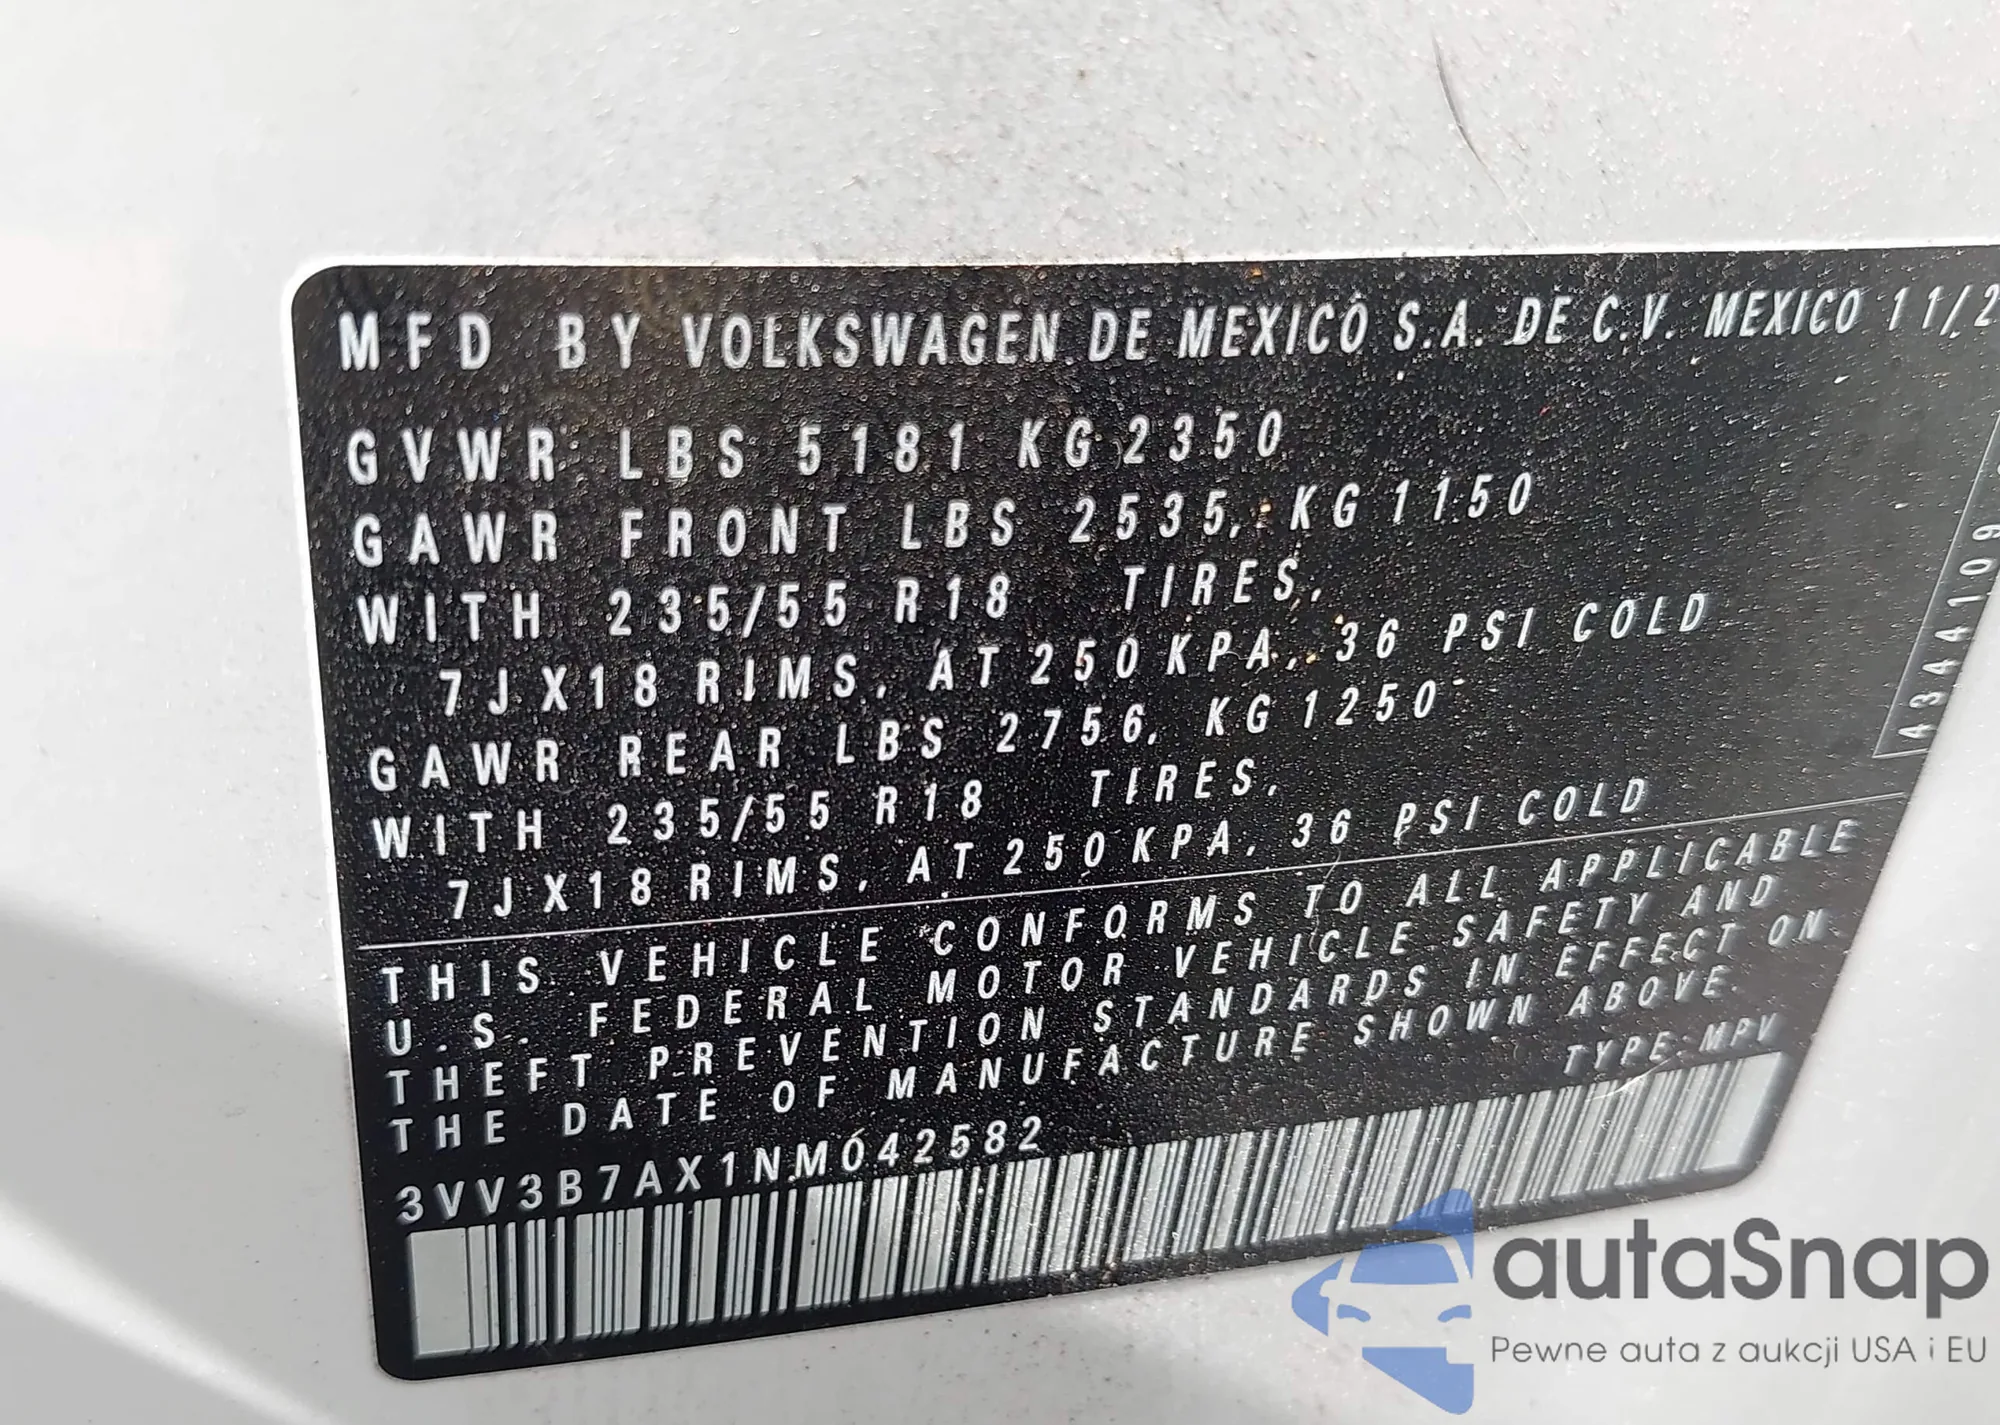 MFD BY VOLKSWAGEN DE MEXICO S.A. DE C.V. MEXICO 11/2
GVWR LBS 5181 KG 2350
GAWR FRONT LBS 2535, KG 1150
WITH 235/55 R18 TIRES,
7JX18 RIMS, AT 250 KPA, 36 PSI COLD
GAWR REAR LBS 2756, KG 1250
WITH 235/55 R18 TIRES,
7JX18 RIMS, AT 250 KPA, 36 PSI COLD
4344109
THIS VEHICLE CONFORMS TO ALL APPLICABLE
U.S. FEDERAL MOTOR VEHICLE SAFETY AND
THEFT PREVENTION STANDARDS IN EFFECT ON
THE DATE OF MANUFACTURE SHOWN ABOVE.
TYPE: MPV
3VV3B7AX1NM042582
autaSnap
Pewne auta z aukcji USA i EU